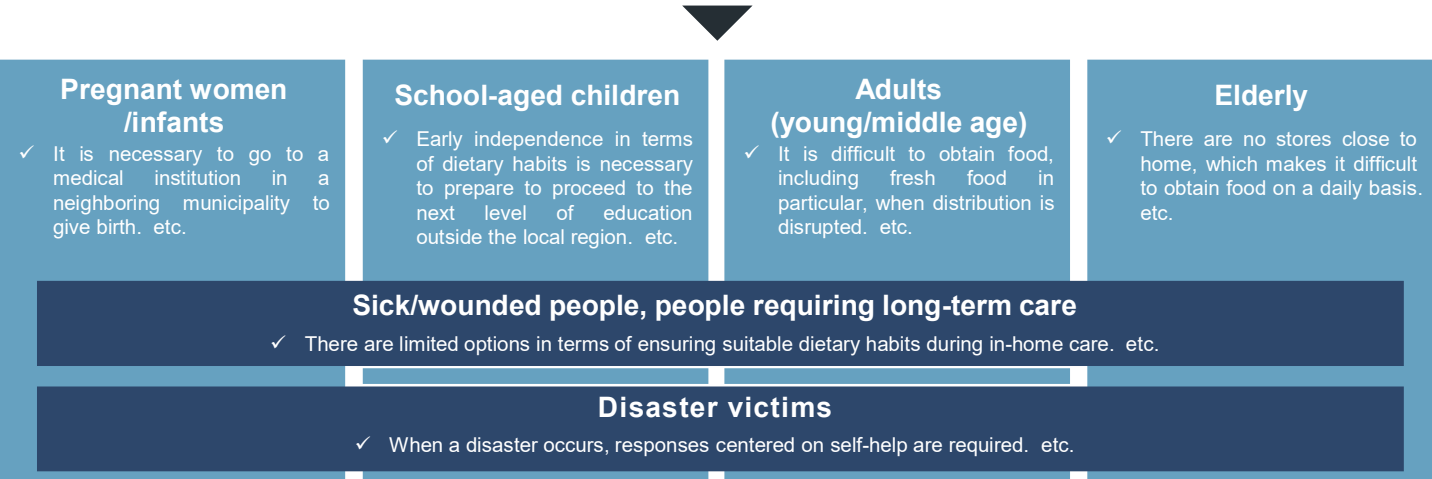 Pregnant women
/infants
✓ It is necessary to go to a
medical institution in a
neighboring municipality to
give birth. etc.
School-aged children
✓ Early independence in terms
of dietary habits is necessary
to prepare to proceed to the
next level of education
outside the local region. etc.
Adults
(young/middle age)
✓ It is difficult to obtain food,
including fresh food in
particular, when distribution is
disrupted. etc.
Elderly
✓ There are no stores close to
home, which makes it difficult
to obtain food on a daily basis.
etc.
Sick/wounded people, people requiring long-term care
✓ There are limited options in terms of ensuring suitable dietary habits during in-home care. etc.
Disaster victims
✓ When a disaster occurs, responses centered on self-help are required. etc.